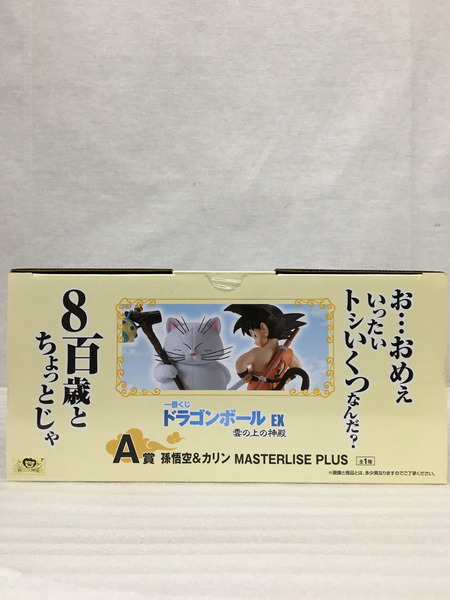 お…おめぇ
いったい
トシいくつなんだ?
8百歳と
ちょっとじゃ
一番くじ
ドラゴンボール EX
雲の上の神殿
A賞 孫悟空&カリン MASTERLISE PLUS 全1種
※画像と商品とは、多少異なりますのでご了承ください。